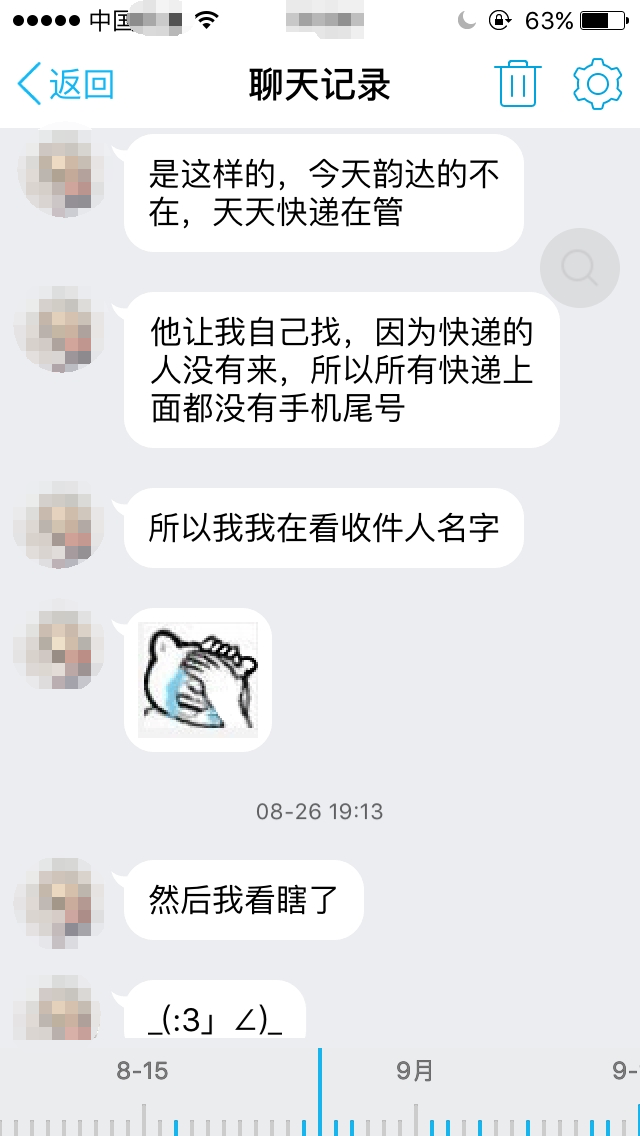 中国
63%
返回
聊天记录
是这样的，今天韵达的不
在，天天快递在管
他让我自己找，因为快递的
人没有来，所以所有快递上
面都没有手机尾号
所以我我在看收件人名字
08-26 19:13
然后我看瞎了
_(:3」∠)_
8-15
9月
9-